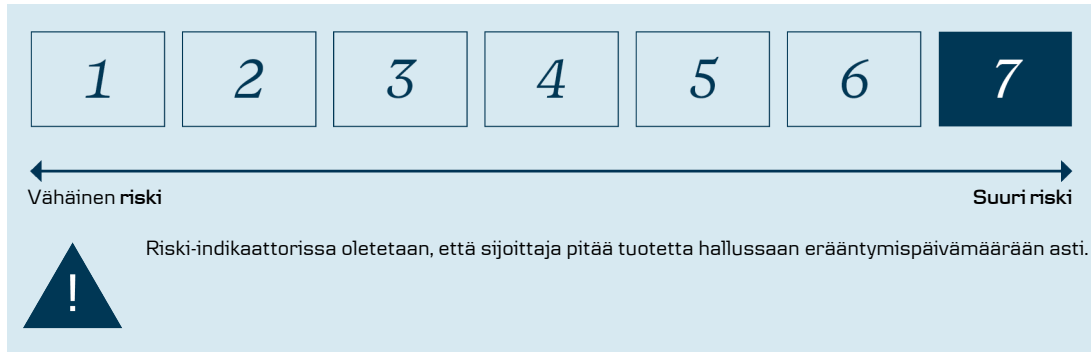 1 2 3 4 5 6 7
Vähäinen riski Suuri riski
Riski-indikaattorissa oletetaan, että sijoittaja pitää tuotetta hallussaan erääntymispäivämäärään asti.
!